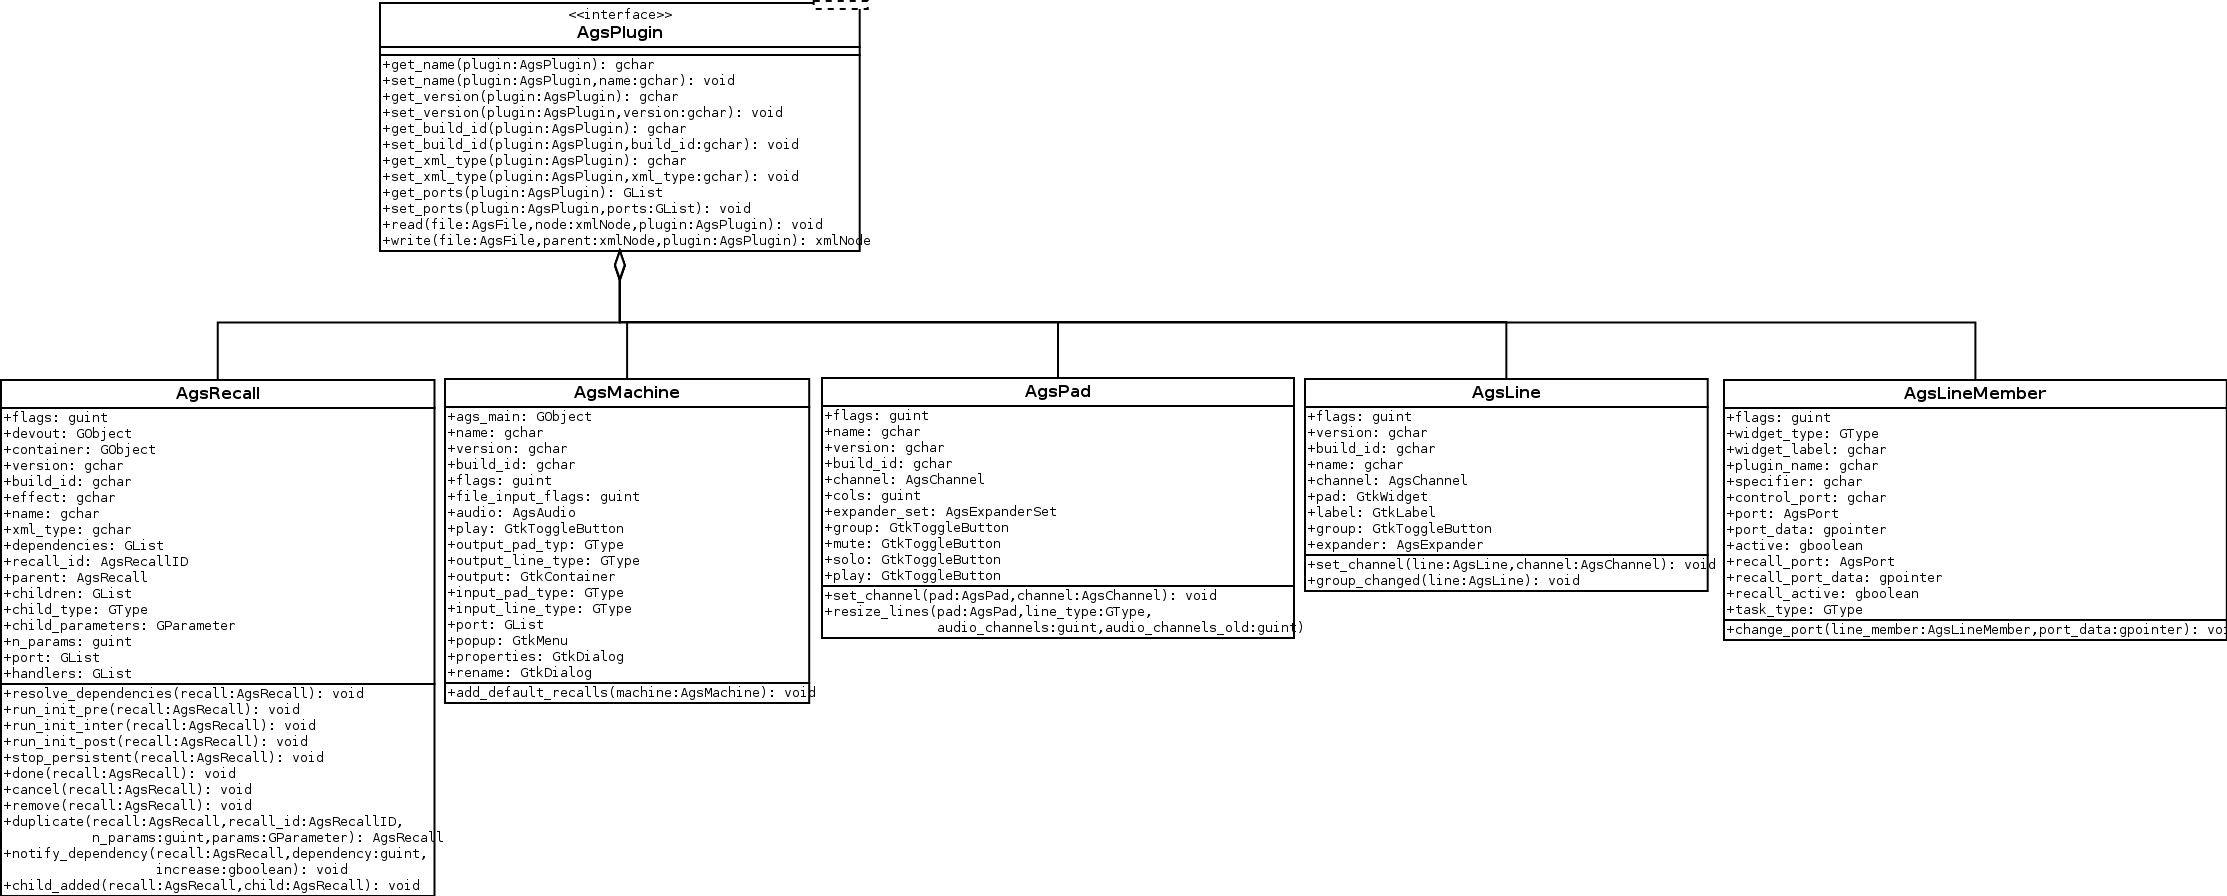 <<interface>>
AgsPlugin
+get_name(plugin:AgsPlugin): gchar
+set_name(plugin:AgsPlugin,name:gchar): void
+get_version(plugin:AgsPlugin): gchar
+set_version(plugin:AgsPlugin,version:gchar): void
+get_build_id(plugin:AgsPlugin): gchar
+set_build_id(plugin:AgsPlugin,build_id:gchar): void
+get_xml_type(plugin:AgsPlugin): gchar
+set_xml_type(plugin:AgsPlugin,xml_type:gchar): void
+get_ports(plugin:AgsPlugin): GList
+set_ports(plugin:AgsPlugin,ports:GList): void
+read(file:AgsFile,node:xmlNode,plugin:AgsPlugin): void
+write(file:AgsFile,parent:xmlNode,plugin:AgsPlugin): xmlNode
AgsRecall
+flags: guint
+devout: GObject
+container: GObject
+version: gchar
+build_id: gchar
+effect: gchar
+name: gchar
+xml_type: gchar
+dependencies: GList
+recall_id: AgsRecallID
+parent: AgsRecall
+children: GList
+child_type: GType
+child_parameters: GParameter
+n_params: guint
+port: GList
+handlers: GList
+resolve_dependencies(recall:AgsRecall): void
+run_init_pre(recall:AgsRecall): void
+run_init_inter(recall:AgsRecall): void
+run_init_post(recall:AgsRecall): void
+stop_persistent(recall:AgsRecall): void
+done(recall:AgsRecall): void
+cancel(recall:AgsRecall): void
+remove(recall:AgsRecall): void
+duplicate(recall:AgsRecall,recall_id:AgsRecallID,
n_params:guint,params:GParameter): AgsRecall
+notify_dependency(recall:AgsRecall,dependency:guint,
increase:gboolean): void
+child_added(recall:AgsRecall,child:AgsRecall): void
AgsMachine
+ags_main: GObject
+name: gchar
+version: gchar
+build_id: gchar
+flags: guint
+file_input_flags: guint
+audio: AgsAudio
+play: GtkToggleButton
+output_pad_typ: GType
+output_line_type: GType
+output: GtkContainer
+input_pad_type: GType
+input_line_type: GType
+port: GList
+popup: GtkMenu
+properties: GtkDialog
+rename: GtkDialog
+add_default_recalls(machine:AgsMachine): void
AgsPad
+flags: guint
+name: gchar
+version: gchar
+build_id: gchar
+channel: AgsChannel
+cols: guint
+expander_set: AgsExpanderSet
+group: GtkToggleButton
+mute: GtkToggleButton
+solo: GtkToggleButton
+play: GtkToggleButton
+set_channel(pad:AgsPad,channel:AgsChannel): void
+resize_lines(pad:AgsPad,line_type:GType,
audio_channels:guint,audio_channels_old:guint)
AgsLine
+flags: guint
+version: gchar
+build_id: gchar
+name: gchar
+channel: AgsChannel
+pad: GtkWidget
+label: GtkLabel
+group: GtkToggleButton
+expander: AgsExpander
+set_channel(line:AgsLine,channel:AgsChannel): void
+group_changed(line:AgsLine): void
AgsLineMember
+flags: guint
+widget_type: GType
+widget_label: gchar
+plugin_name: gchar
+specifier: gchar
+control_port: gchar
+port: AgsPort
+port_data: gpointer
+active: gboolean
+recall_port: AgsPort
+recall_port_data: gpointer
+recall_active: gboolean
+task_type: GType
+change_port(line_member:AgsLineMember,port_data:gpointer):